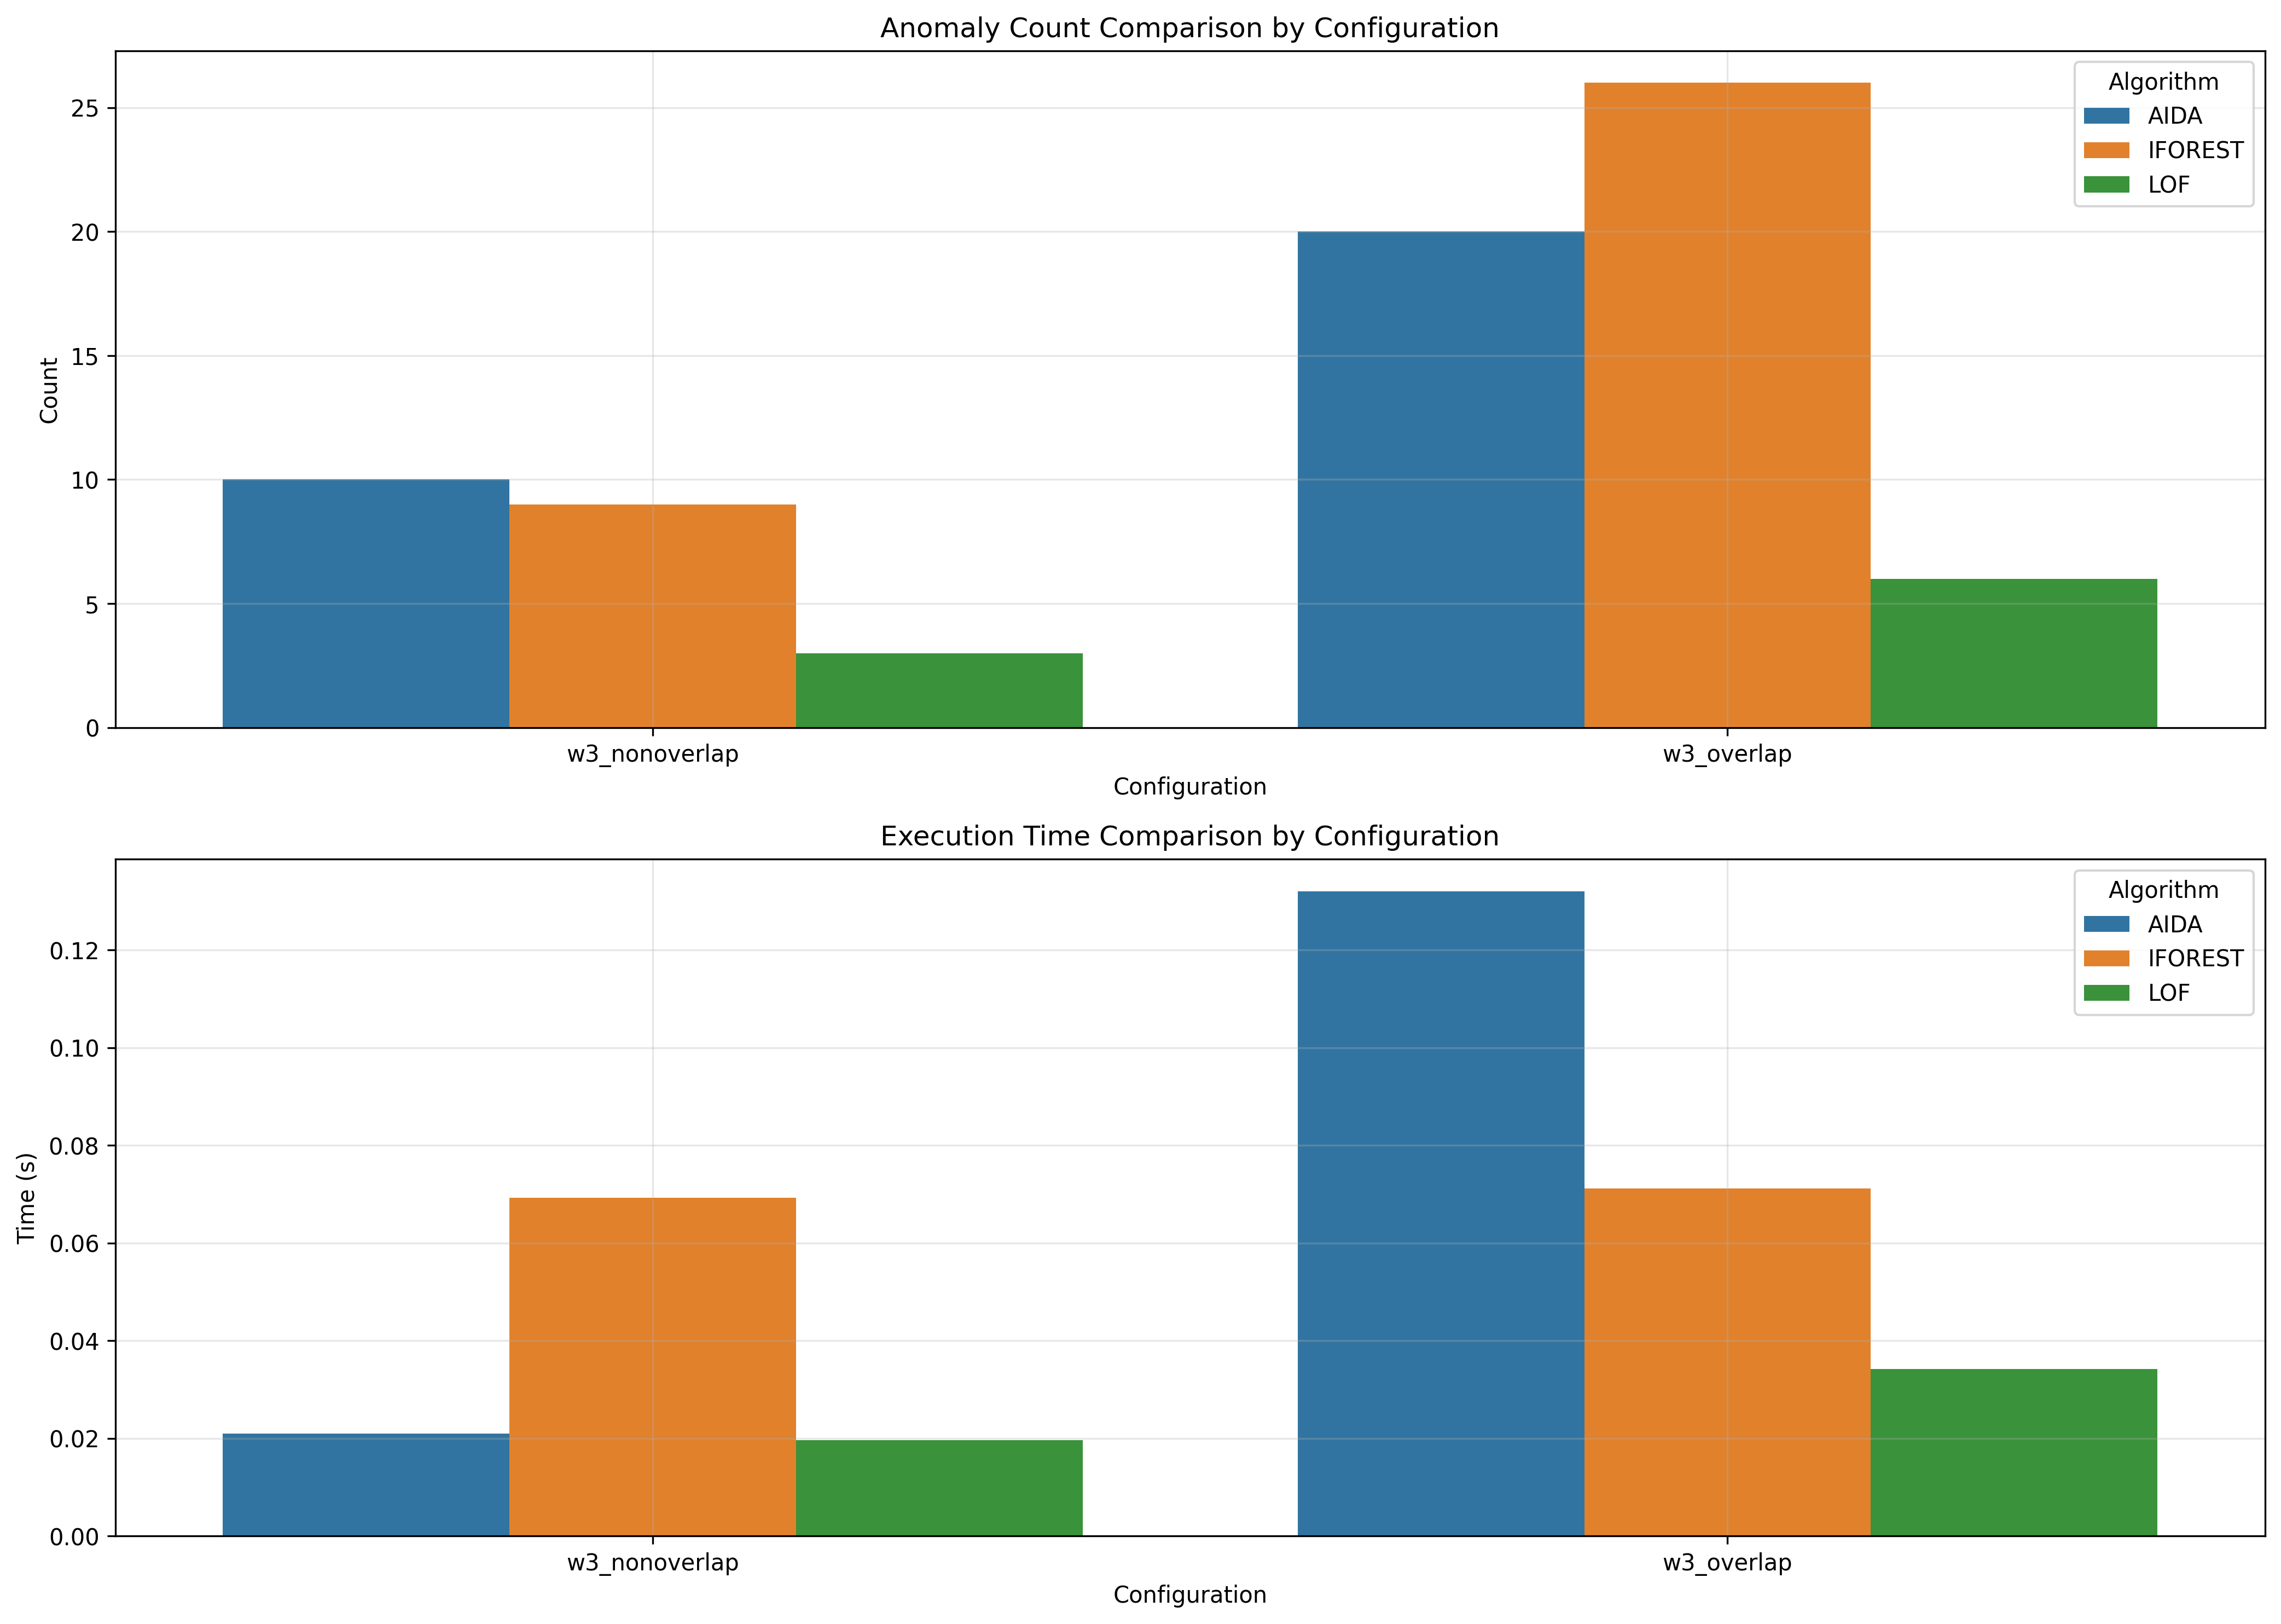 Anomaly Count Comparison by Configuration
Algorithm
AIDA
IFOREST
LOF
25
20
15
10
5
0
Count
w3_nonoverlap
w3_overlap
Configuration
Execution Time Comparison by Configuration
Algorithm
AIDA
IFOREST
LOF
0.12
0.10
0.08
0.06
0.04
0.02
0.00
Time (s)
w3_nonoverlap
w3_overlap
Configuration